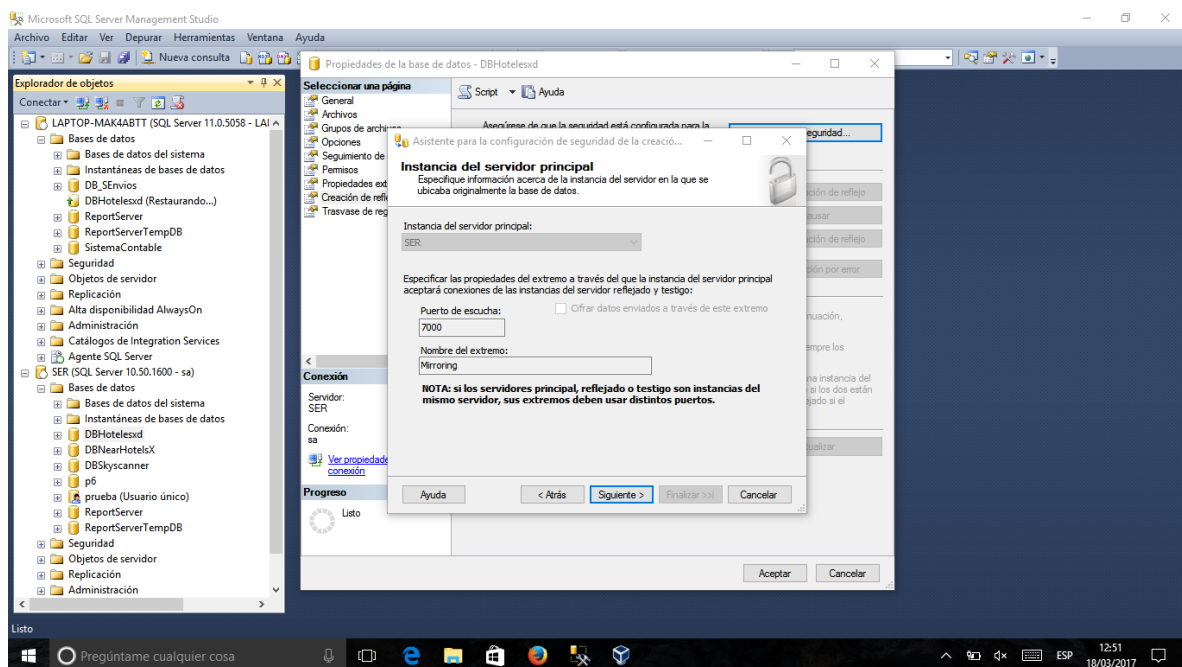 Microsoft SQL Server Management Studio
Archivo Editar Ver Depurar Herramientas Ventana Ayuda
Nueva consulta
Explorador de objetos
Conectar
LAPTOP-MAK4ABTT (SQL Server 11.0.5058 - LA
Bases de datos
Bases de datos del sistema
Instantáneas de bases de datos
DB_SEnvios
DBHotelesxd (Restaurando...)
ReportServer
ReportServerTempDB
SistemaContable
Seguridad
Objetos de servidor
Replicación
Alta disponibilidad AlwaysOn
Administración
Catálogos de Integration Services
Agente SQL Server
SER (SQL Server 10.50.1600 - sa)
Bases de datos
Bases de datos del sistema
Instantáneas de bases de datos
DBHotelesxd
DBNearHotelsX
DBSkyscanner
p6
prueba (Usuario único)
ReportServer
ReportServerTempDB
Seguridad
Objetos de servidor
Replicación
Administración
Propiedades de la base de datos - DBHotelesxd
Seleccionar una página
General
Archivos
Grupos de archivos
Opciones
Seguimiento de
Permisos
Propiedades ext
Creación de refle
Trasvase de reg
Conexión
Servidor:
SER
Conexión:
sa
Ver propiedade
conexión
Progreso
Listo
Script Ayuda
Asegúrese de que la seguridad está configurada para la
eguridad...
ción de reflejo
ausar
ción de reflejo
ción por error
nuación.
empre los
na instancia del
si los dos están
ejado si el
ualizar
Aceptar Cancelar
Asistente para la configuración de seguridad de la creació...
Instancia del servidor principal
Especifique información acerca de la instancia del servidor en la que se
ubicaba originalmente la base de datos.
Instancia del servidor principal:
SER
Especificar las propiedades del extremo a través del que la instancia del servidor principal
aceptará conexiones de las instancias del servidor reflejado y testigo:
Puerto de escucha:
Cifrar datos enviados a través de este extremo
7000
Nombre del extremo:
Mirroring
NOTA: si los servidores principal, reflejado o testigo son instancias del
mismo servidor, sus extremos deben usar distintos puertos.
Ayuda < Atrás Siguiente > Finalizar >>| Cancelar
Listo
Pregúntame cualquier cosa
ESP
12:51
18/03/2017